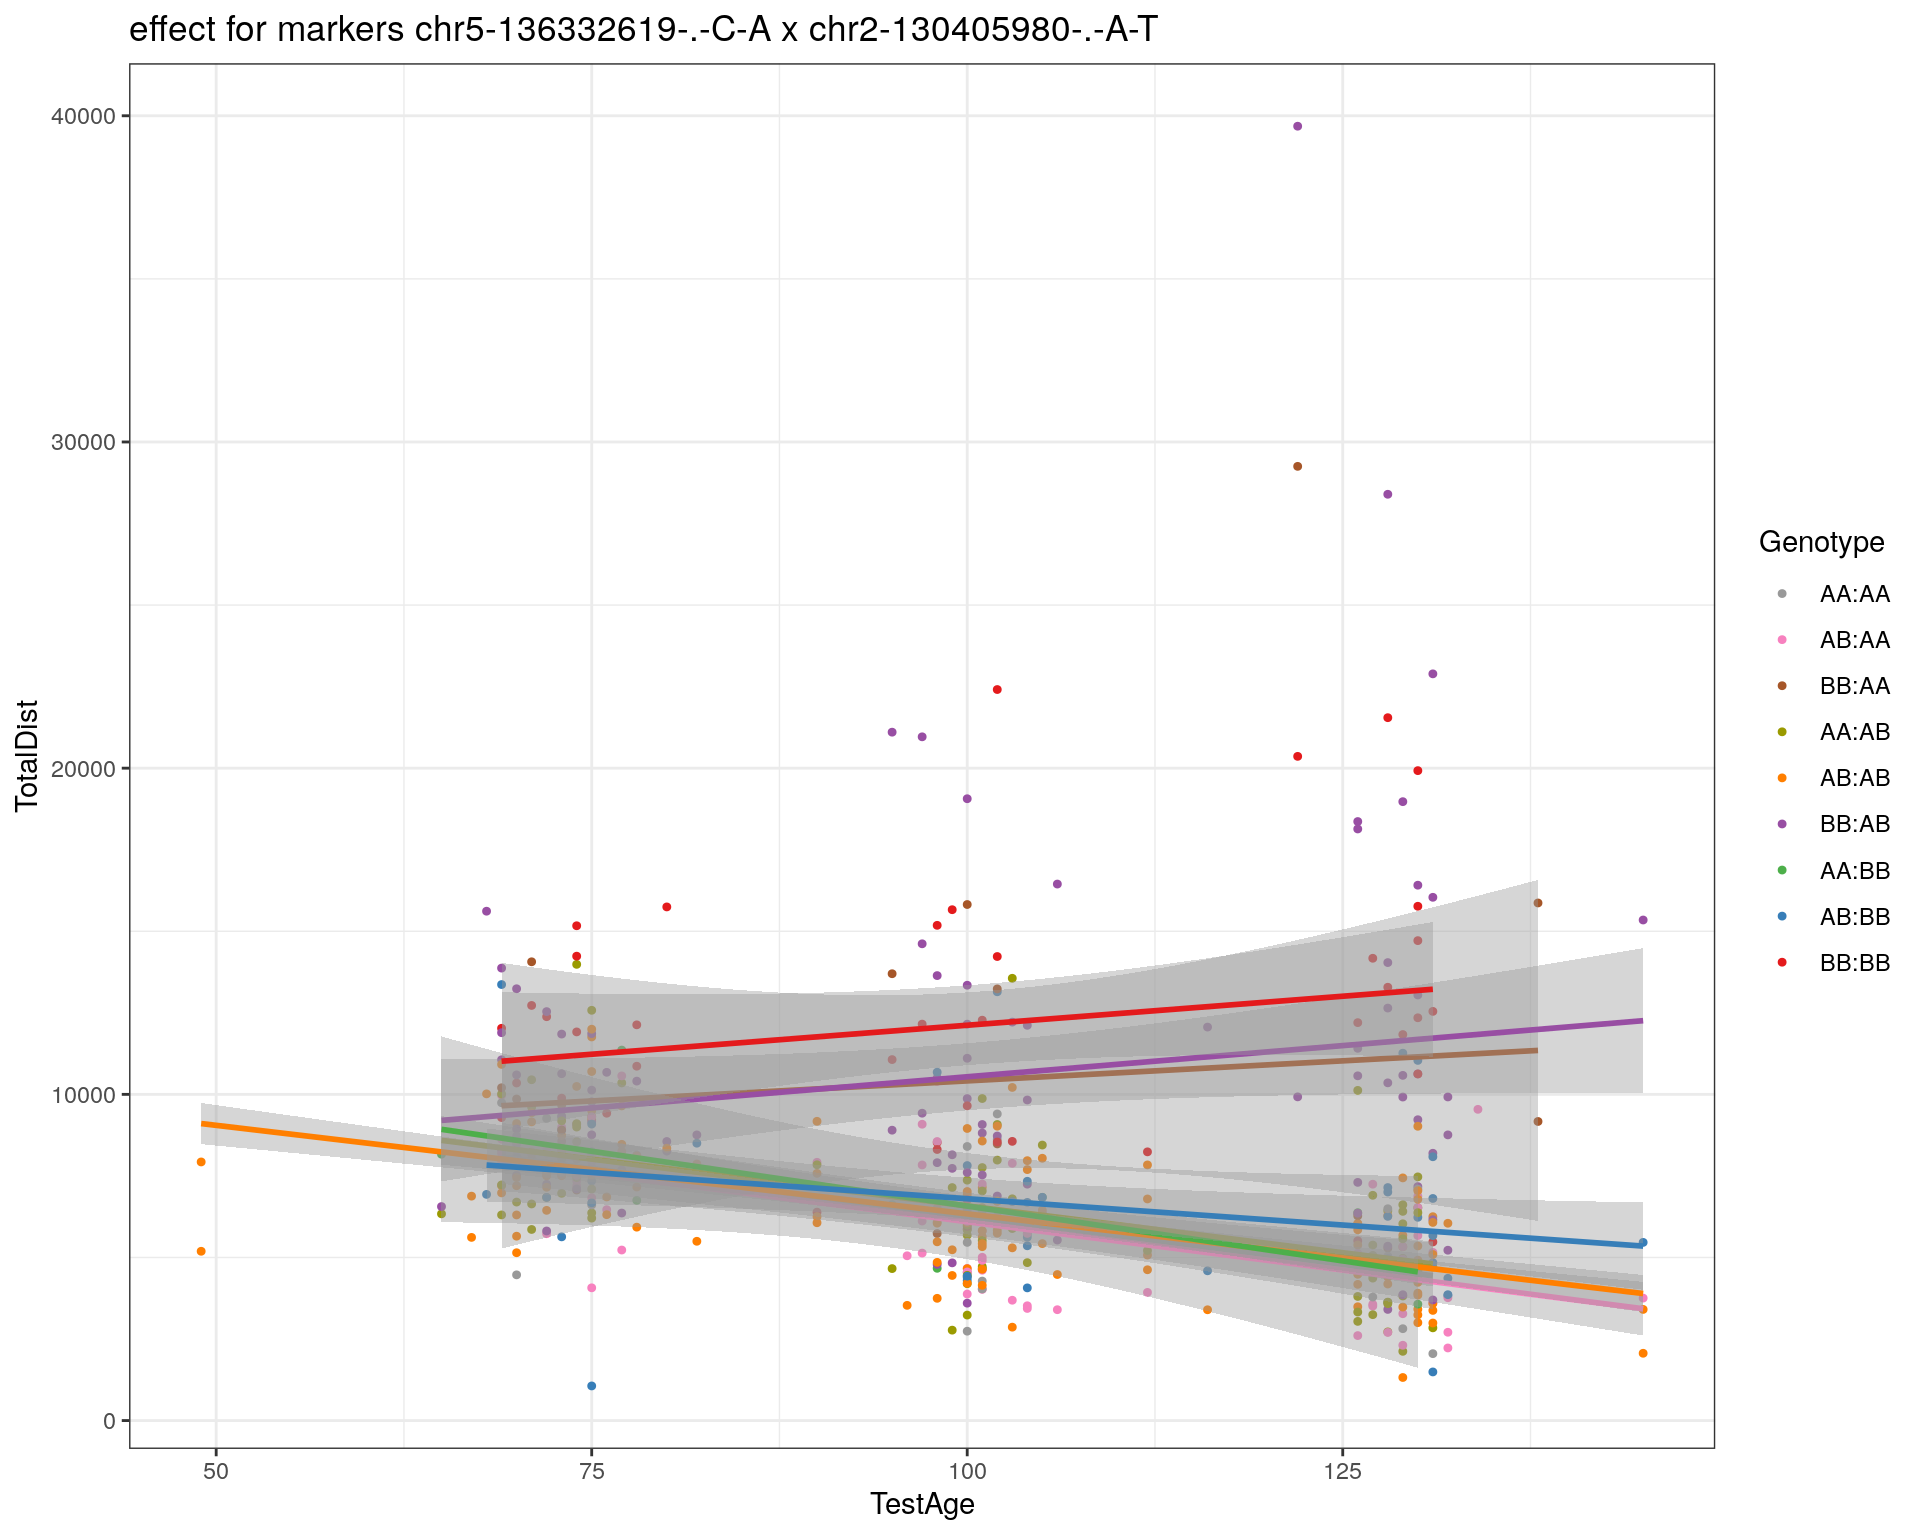 effect for markers chr5-136332619-.-C-A x chr2-130405980-.-A-T
40000
30000
20000
10000
0
TotalDist
50
75
100
125
TestAge
Genotype
AA:AA
AB:AA
BB:AA
AA:AB
AB:AB
BB:AB
AA:BB
AB:BB
BB:BB